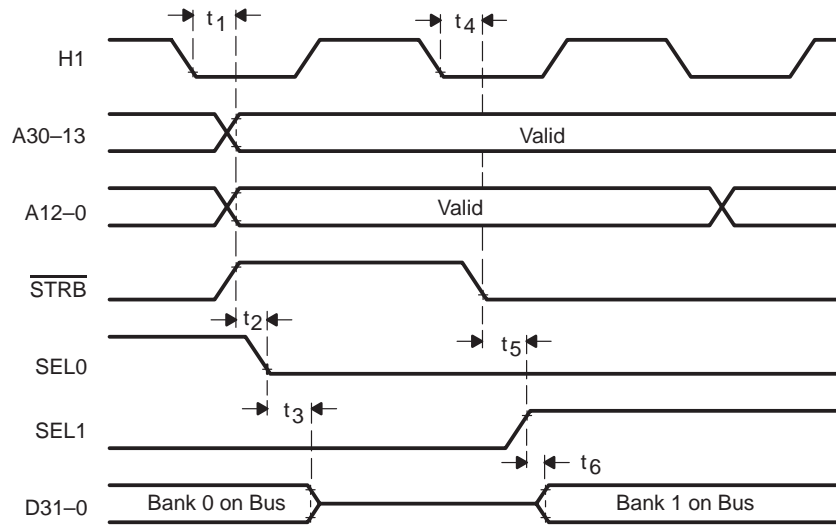 t1
t4
H1
A30–13
Valid
A12–0
Valid
STRB
t2
SEL0
t5
SEL1
t3
t6
D31–0
Bank 0 on Bus
Bank 1 on Bus